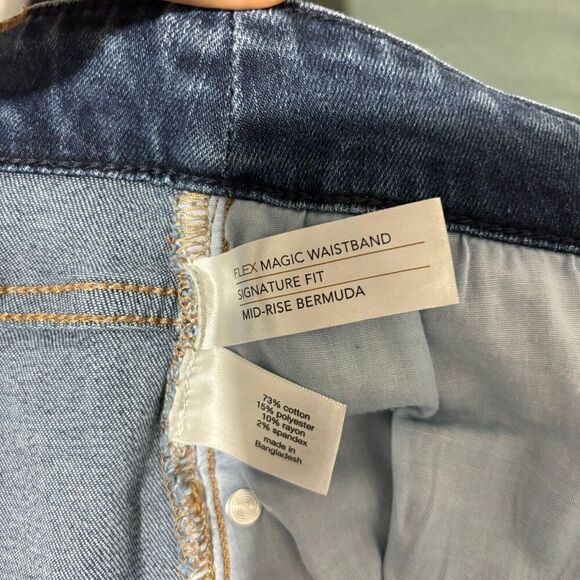 FLEX MAGIC WAISTBAND
SIGNATURE FIT
MID-RISE BERMUDA
73% cotton
15% polyester
10% rayon
2% spandex
made in
Bangladesh